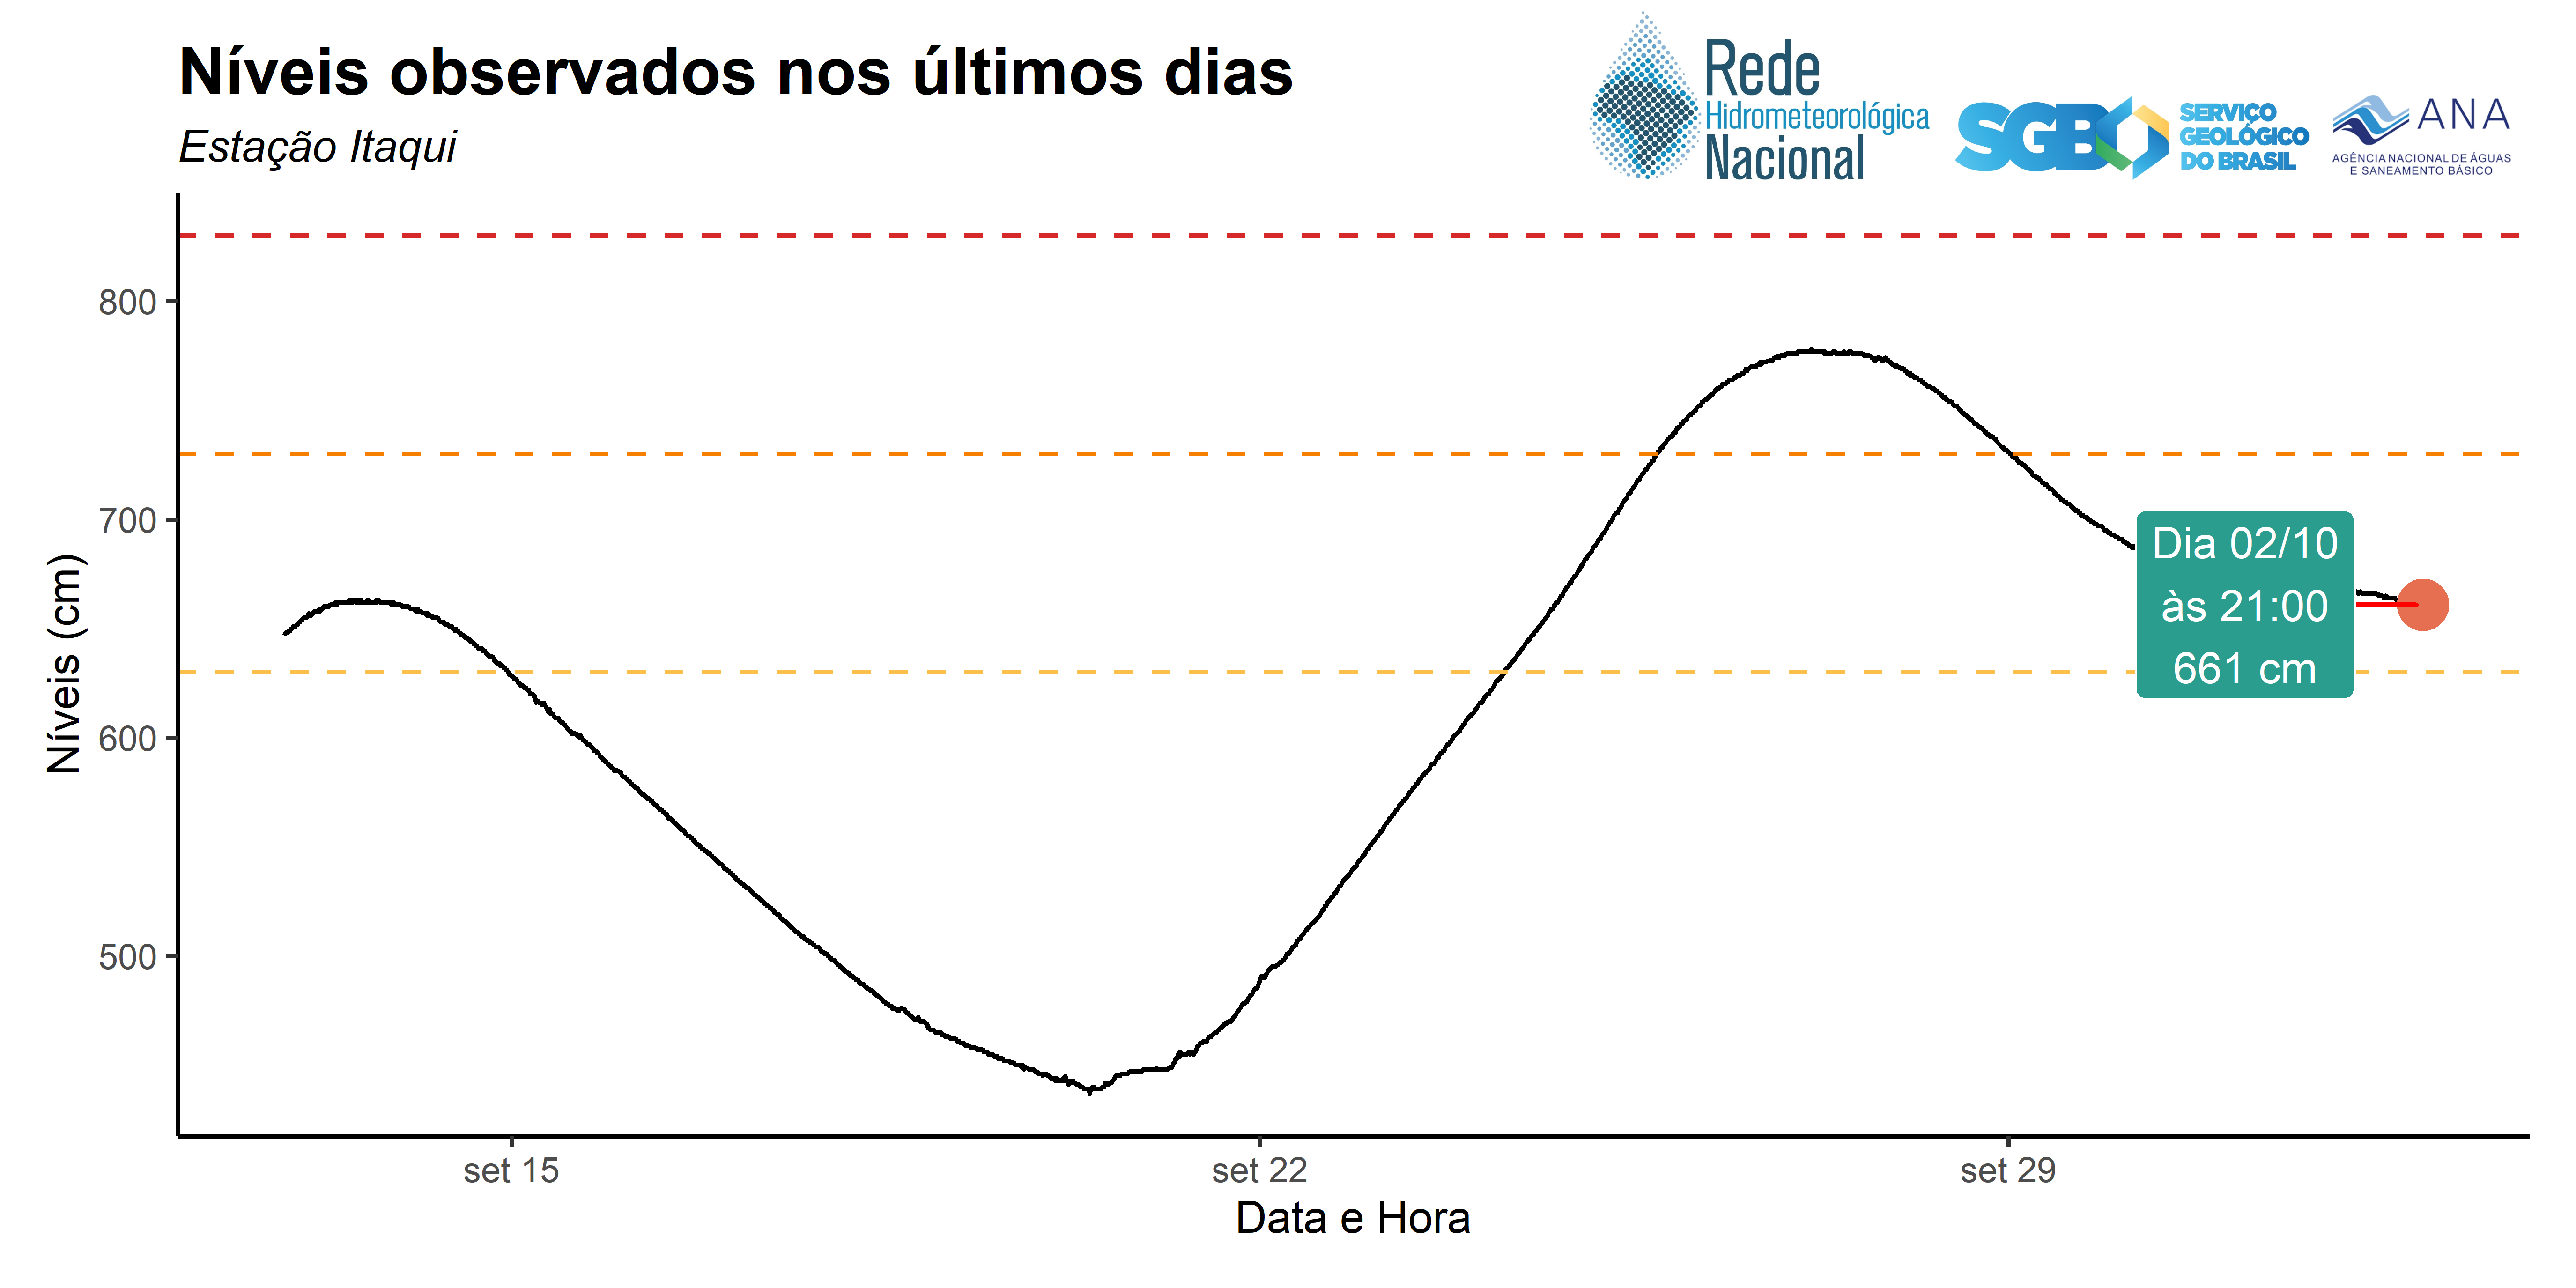 Níveis observados nos últimos dias
Estação Itaqui
Rede
Hidrometeorológica
Nacional
SGB
SERVIÇO
GEOLÓGICO
DO BRASIL
ANA
AGÊNCIA NACIONAL DE ÁGUAS
E SANEAMENTO BÁSICO
Níveis (cm)
800
700
600
500
Dia 02/10
às 21:00
661 cm
set 15
set 22
set 29
Data e Hora